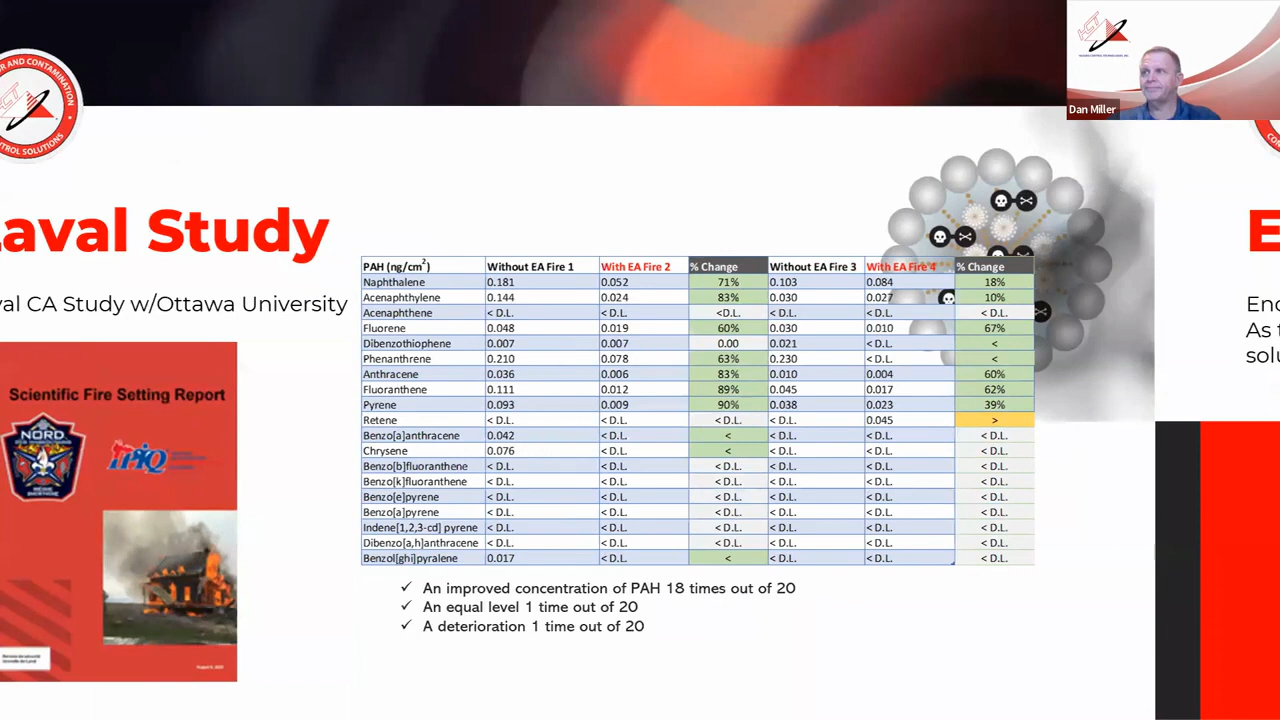 Dan Miller
OR AND CONTAMINATION
HCT
TROL SOLUTIONS
HCT
aval Study
E
val CA Study w/Ottawa University
Enc
As t
solu
Scientific Fire Setting Report
NORD
IPIQ
PAH (ng/cm²) Without EA Fire 1 With EA Fire 2 % Change Without EA Fire 3 With EA Fire 4 % Change
Naphthalene 0.181 0.052 71% 0.103 0.084 18%
Acenaphthylene 0.144 0.024 83% 0.030 0.027 10%
Acenaphthene < D.L. < D.L. <D.L. < D.L. < D.L. < D.L.
Fluorene 0.048 0.019 60% 0.030 0.010 67%
Dibenzothiophene 0.007 0.007 0.00 0.021 < D.L. <
Phenanthrene 0.210 0.078 63% 0.230 < D.L. <
Anthracene 0.036 0.006 83% 0.010 0.004 60%
Fluoranthene 0.111 0.012 89% 0.045 0.017 62%
Pyrene 0.093 0.009 90% 0.038 0.023 39%
Retene < D.L. < D.L. < D.L. < D.L. 0.045 >
Benzo[a]anthracene 0.042 < D.L. < < D.L. < D.L. < D.L.
Chrysene 0.076 < D.L. < < D.L. < D.L. < D.L.
Benzo[b]fluoranthene < D.L. < D.L. < D.L. < D.L. < D.L. < D.L.
Benzo[k]fluoranthene < D.L. < D.L. < D.L. < D.L. < D.L. < D.L.
Benzo[e]pyrene < D.L. < D.L. < D.L. < D.L. < D.L. < D.L.
Benzo[a]pyrene < D.L. < D.L. < D.L. < D.L. < D.L. < D.L.
Indene[1,2,3-cd] pyrene < D.L. < D.L. < D.L. < D.L. < D.L. < D.L.
Dibenzo[a,h]anthracene < D.L. < D.L. < D.L. < D.L. < D.L. < D.L.
Benzol[ghi]pyralene 0.017 < D.L. < < D.L. < D.L. < D.L.
✓ An improved concentration of PAH 18 times out of 20
✓ An equal level 1 time out of 20
✓ A deterioration 1 time out of 20